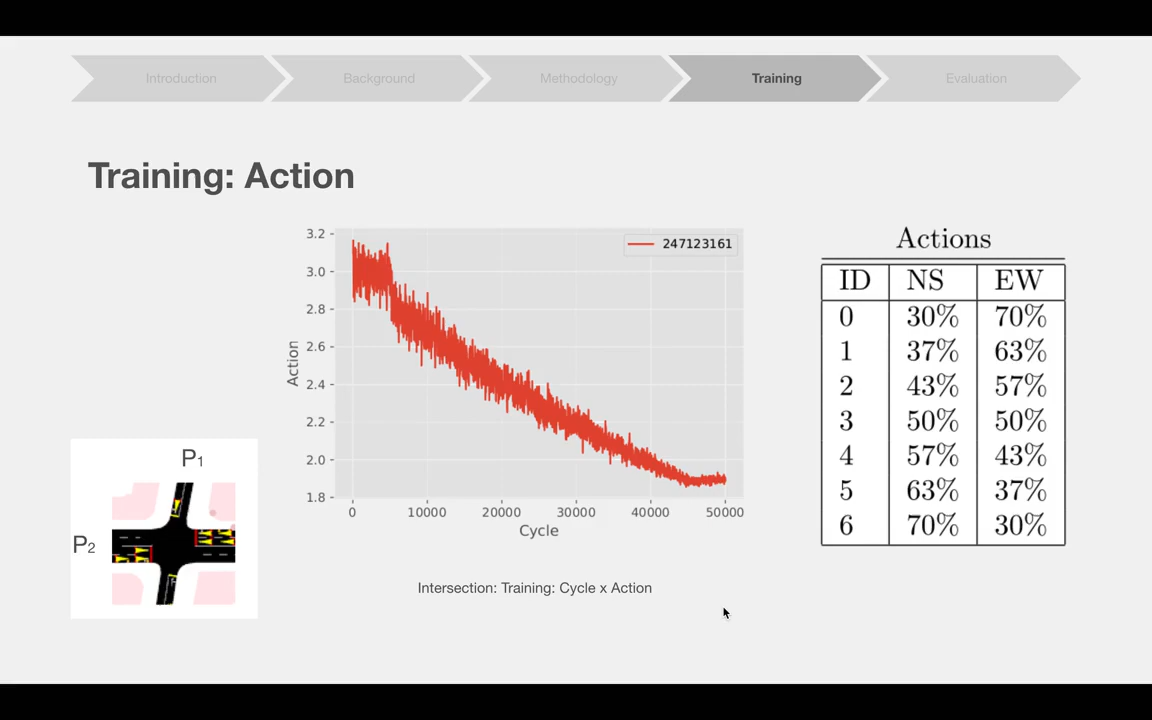 Introduction
Background
Methodology
Training
Evaluation
Training: Action
3.2
3.0
2.8
2.6
2.4
2.2
2.0
1.8
Action
247123161
0 10000 20000 30000 40000 50000
Cycle
Intersection: Training: Cycle x Action
P1
P2
Actions
ID NS EW
0 30% 70%
1 37% 63%
2 43% 57%
3 50% 50%
4 57% 43%
5 63% 37%
6 70% 30%